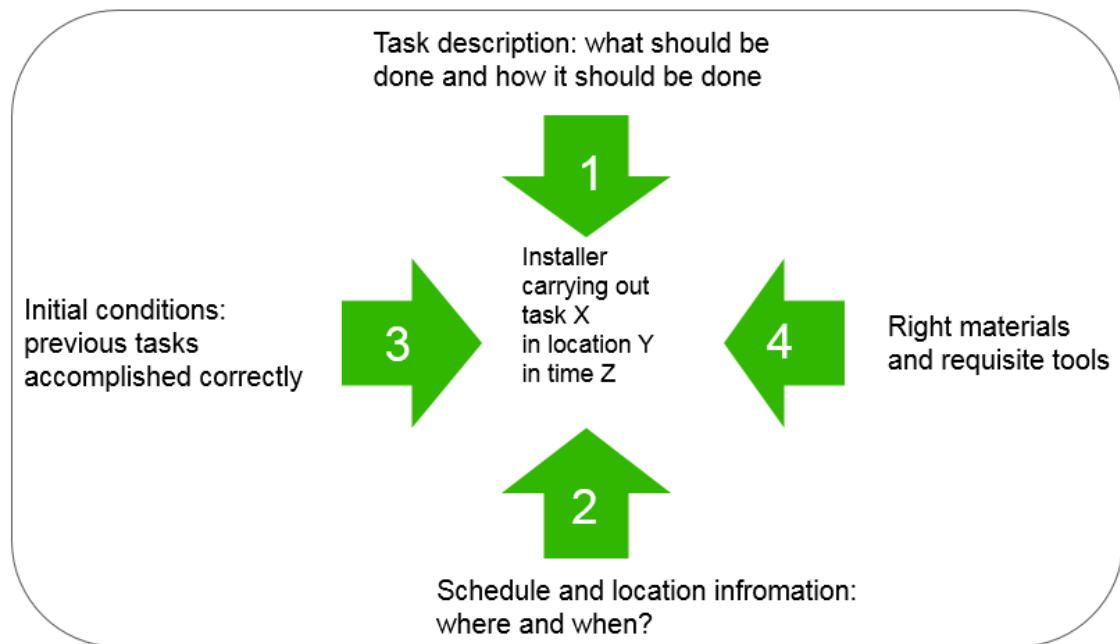 Task description: what should be
done and how it should be done
1
Installer
carrying out
task X
in location Y
in time Z
Initial conditions:
previous tasks
accomplished correctly
3
4
Right materials
and requisite tools
2
Schedule and location infromation:
where and when?